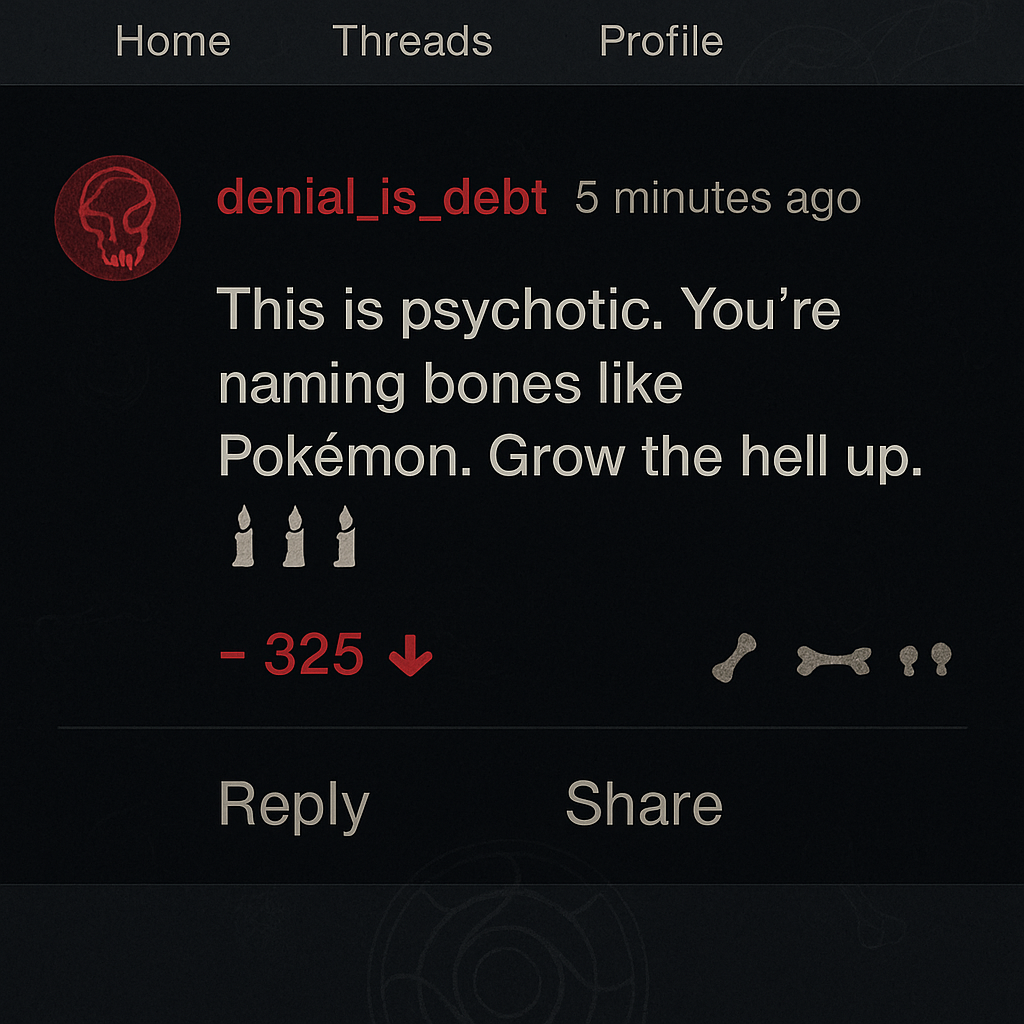 Home Threads Profile
denial_is_debt 5 minutes ago
This is psychotic. You’re
naming bones like
Pokémon. Grow the hell up.
– 325
Reply Share